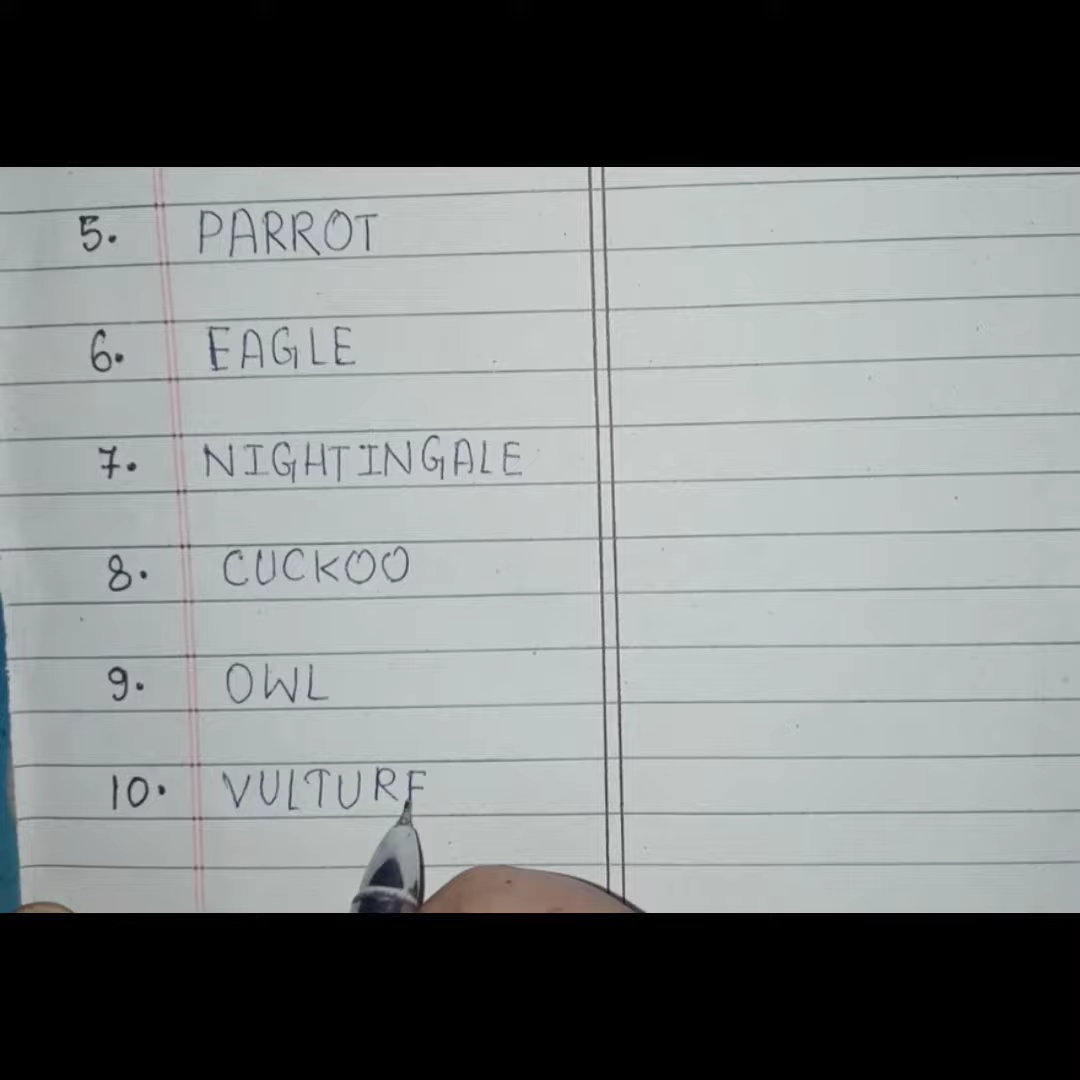 5. PARROT
6. EAGLE
7. NIGHTINGALE
8. CUCKOO
9. OWL
10. VULTURE